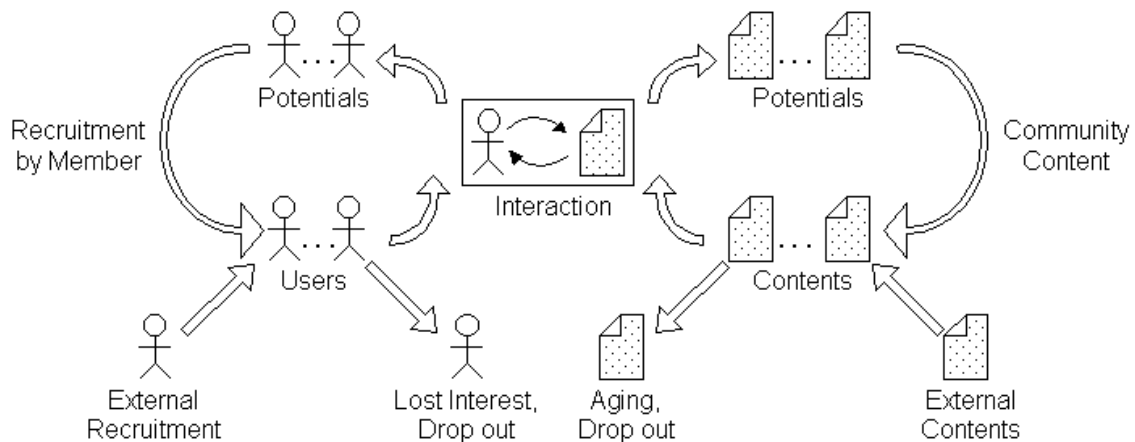 ... ...
Potentials Potentials
Recruitment
by Member
Community
Content
Interaction
... ...
Users Contents
External
Recruitment
Lost Interest,
Drop out
Aging,
Drop out
External
Contents